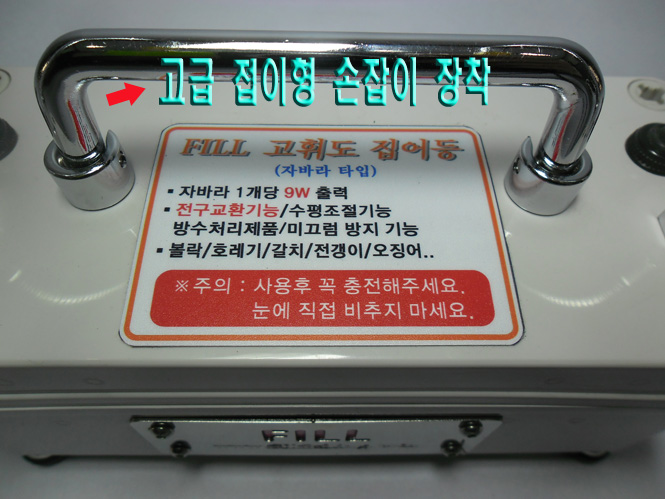 고급 접이형 손잡이 장착
FILL 고휘도 집어등
(자바라 타입)
▪ 자바라 1개당 9W 출력
▪ 전구교환기능/수평조절기능
방수처리제품/미끄럼 방지 기능
▪ 볼락/호레기/갈치/전갱이/오징어..
※주의 : 사용후 꼭 충전해주세요.
눈에 직접 비추지 마세요.
FILL